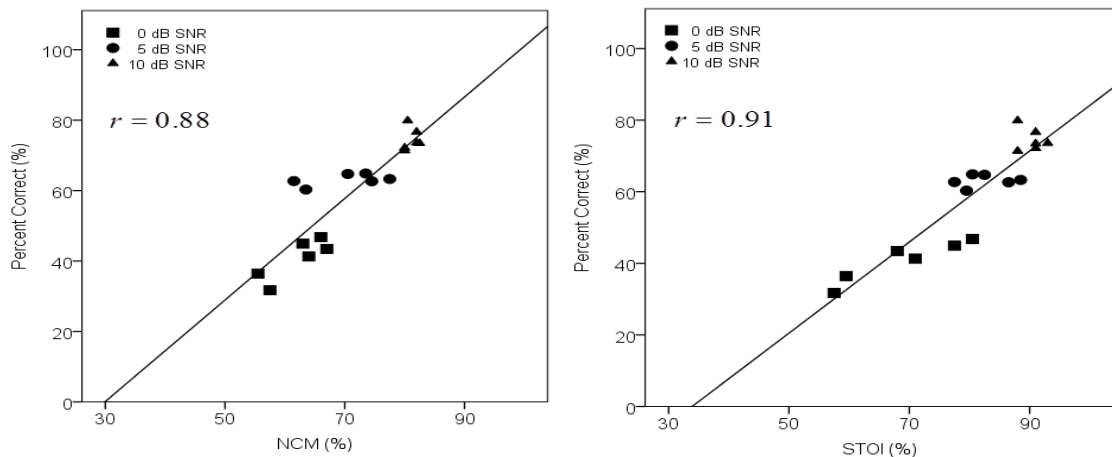 0 dB SNR
5 dB SNR
10 dB SNR
r = 0.88
Percent Correct (%)
100
80
60
40
20
0
30
50
70
90
NCM (%)
0 dB SNR
5 dB SNR
10 dB SNR
r = 0.91
Percent Correct (%)
100
80
60
40
20
0
30
50
70
90
STOI (%)